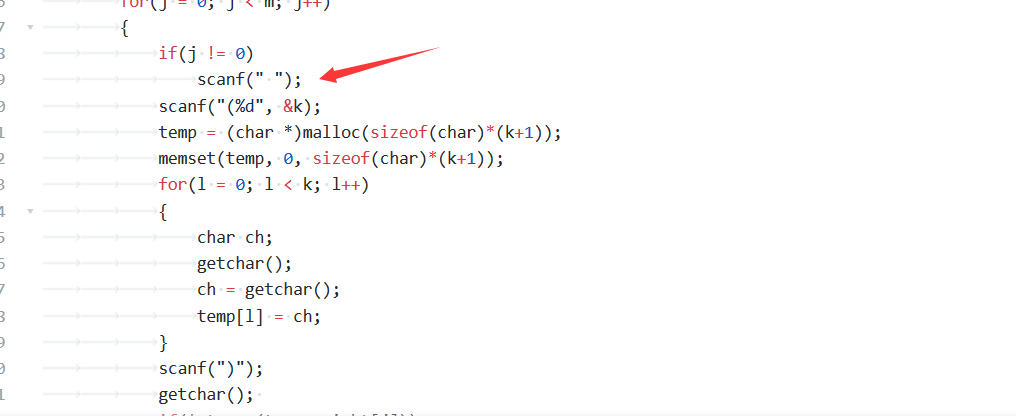 for(j = 0; j < m; j++)
{
if(j != 0)
scanf(" ");
scanf("(%d", &k);
temp = (char *)malloc(sizeof(char)*(k+1));
memset(temp, 0, sizeof(char)*(k+1));
for(l = 0; l < k; l++)
{
char ch;
getchar();
ch = getchar();
temp[l] = ch;
}
scanf(")");
getchar();